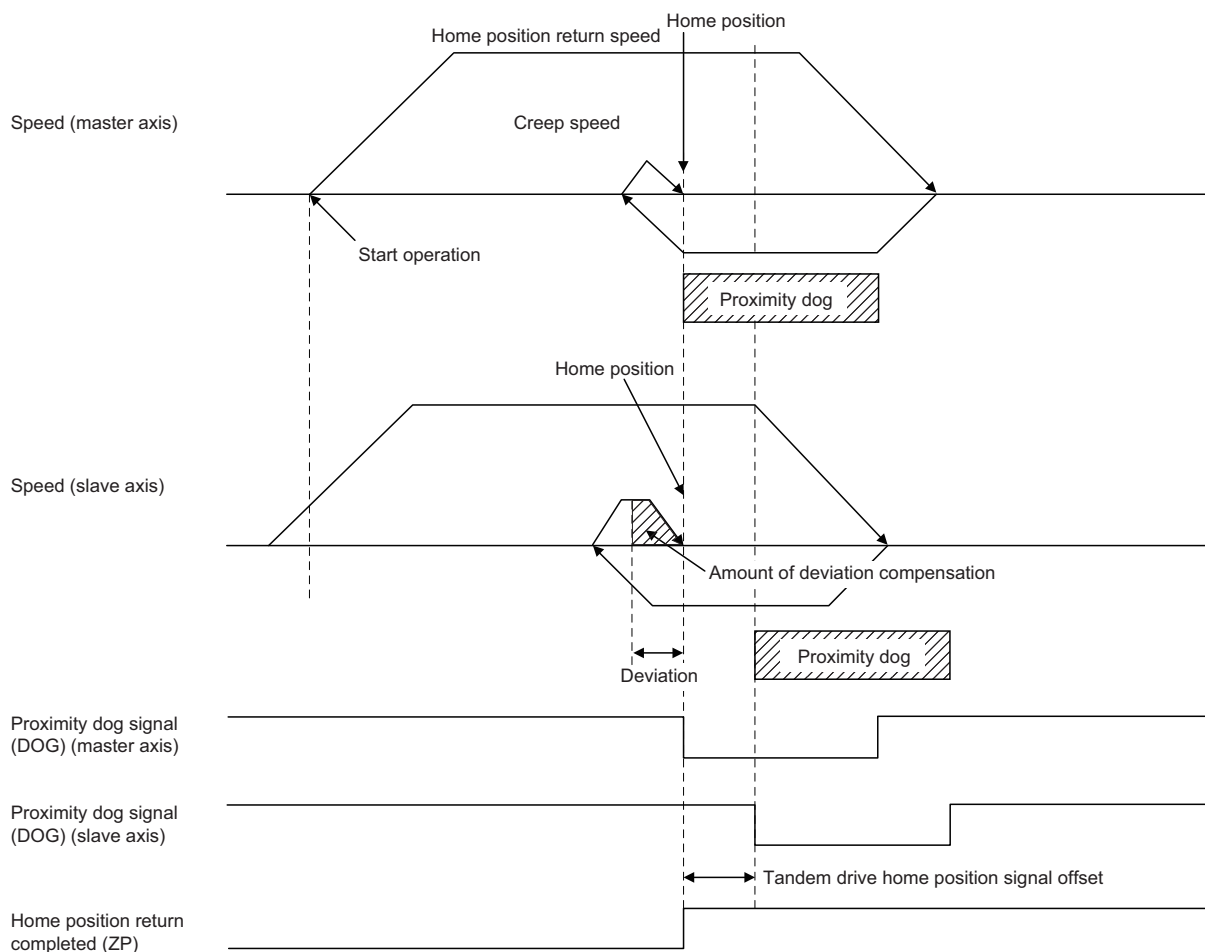 Home position
Home position return speed
Speed (master axis)
Creep speed
Start operation
Proximity dog
Home position
Speed (slave axis)
Amount of deviation compensation
Proximity dog
Deviation
Proximity dog signal
(DOG) (master axis)
Proximity dog signal
(DOG) (slave axis)
Tandem drive home position signal offset
Home position return
completed (ZP)